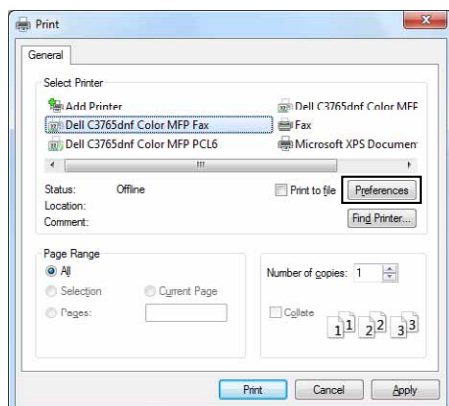 Print
General
Select Printer
Add Printer
Dell C3765dnf Color MFP Fax
Dell C3765dnf Color MFP PCL6
Dell C3765dnf Color MFP
Fax
Microsoft XPS Documen
Status: Offline
Location:
Comment:
Print to file
Preferences
Find Printer...
Page Range
All
Selection Current Page
Pages:
Number of copies: 1
Collate
1 1 2 2 3 3
Print Cancel Apply